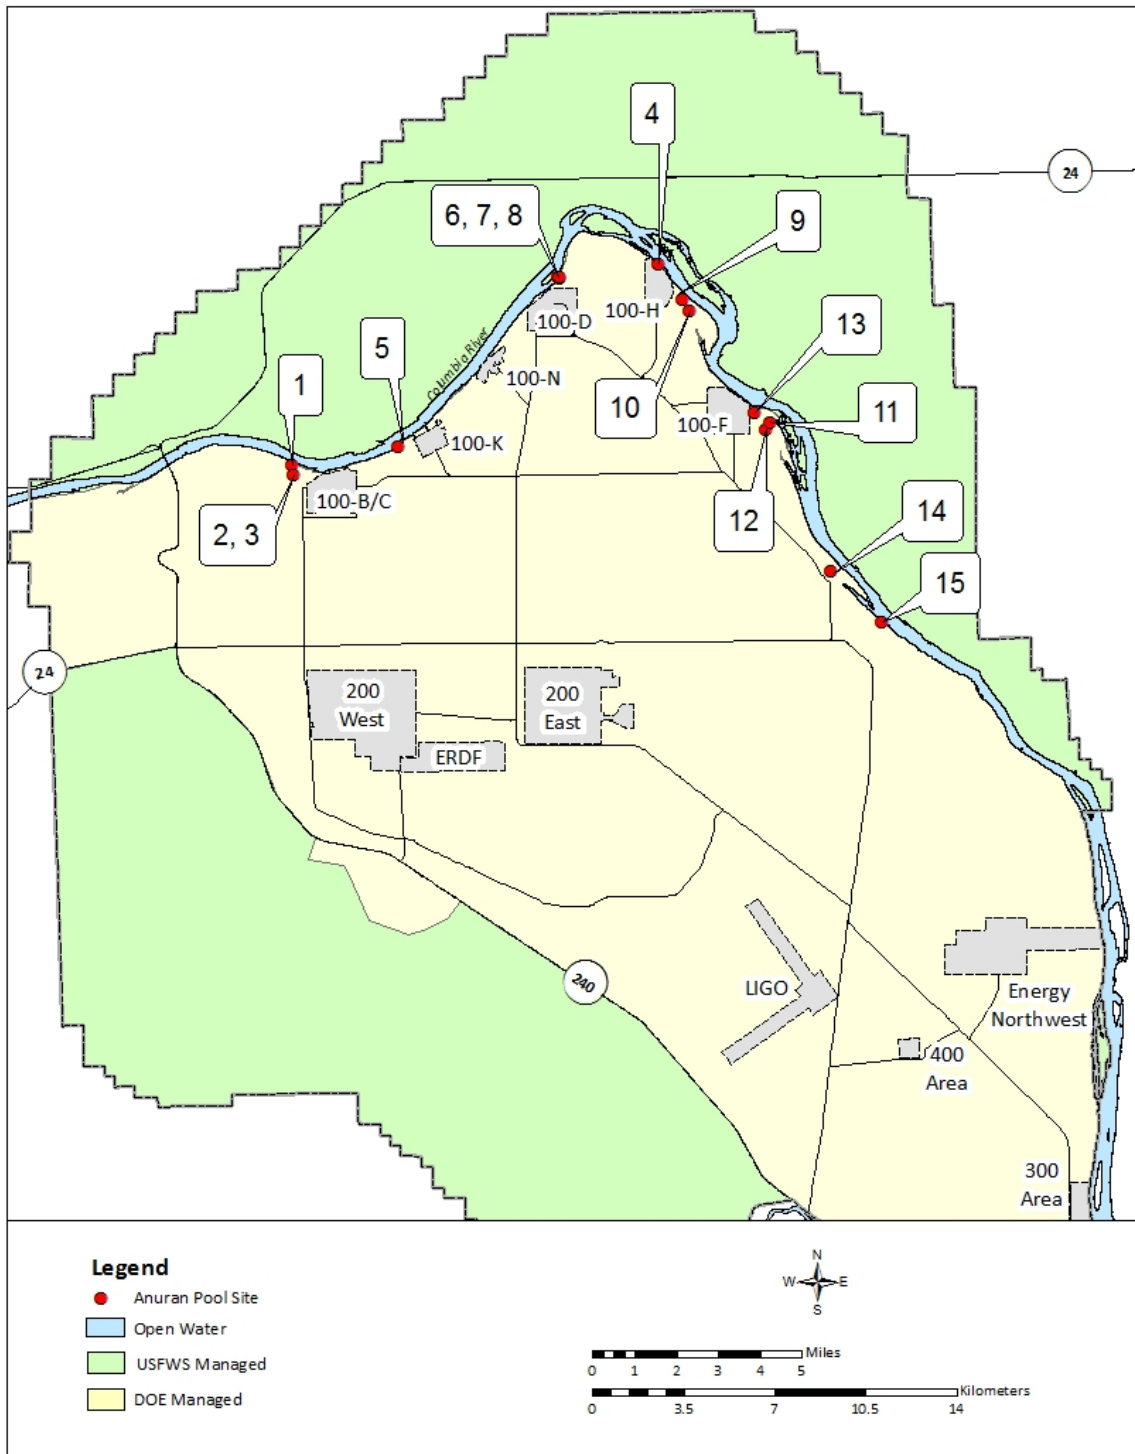 4
24
6, 7, 8
9
100-H
100-D
13
5
Columbia River
1
100-N
10
11
100-F
100-K
100-B/C
2, 3
12
14
15
24
200
West
200
East
ERDF
240
LIGO
Energy
Northwest
400
Area
300
Area
Legend
Anuran Pool Site
Open Water
USFWS Managed
DOE Managed
N
W E
S
Miles
0 1 2 3 4 5
Kilometers
0 3.5 7 10.5 14